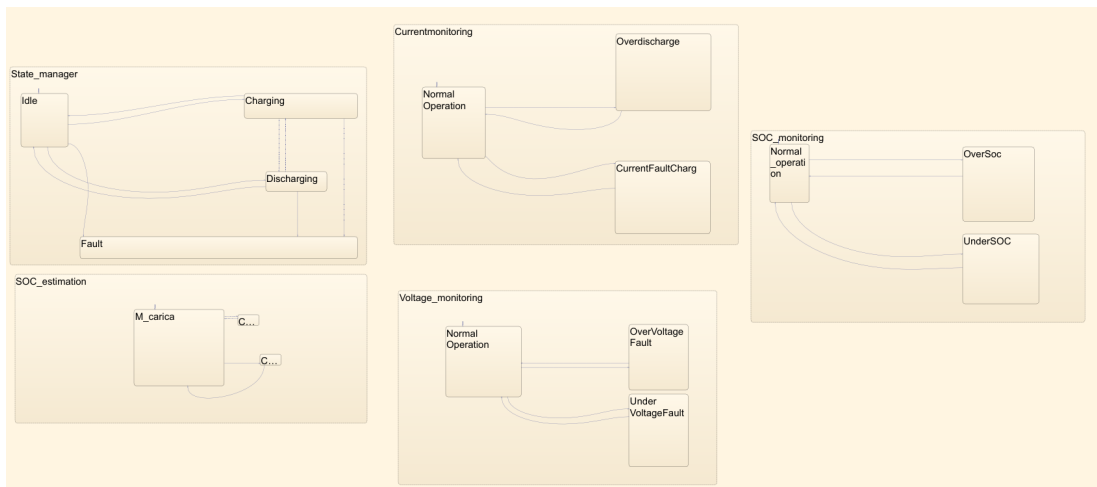 State_manager
Idle
Charging
Discharging
Fault
SOC_estimation
M_carica
C...
C...
Currentmonitoring
Overdischarge
Normal
Operation
CurrentFaultCharg
Voltage_monitoring
Normal
Operation
OverVoltage
Fault
Under
VoltageFault
SOC_monitoring
Normal
_operati
on
OverSoc
UnderSOC